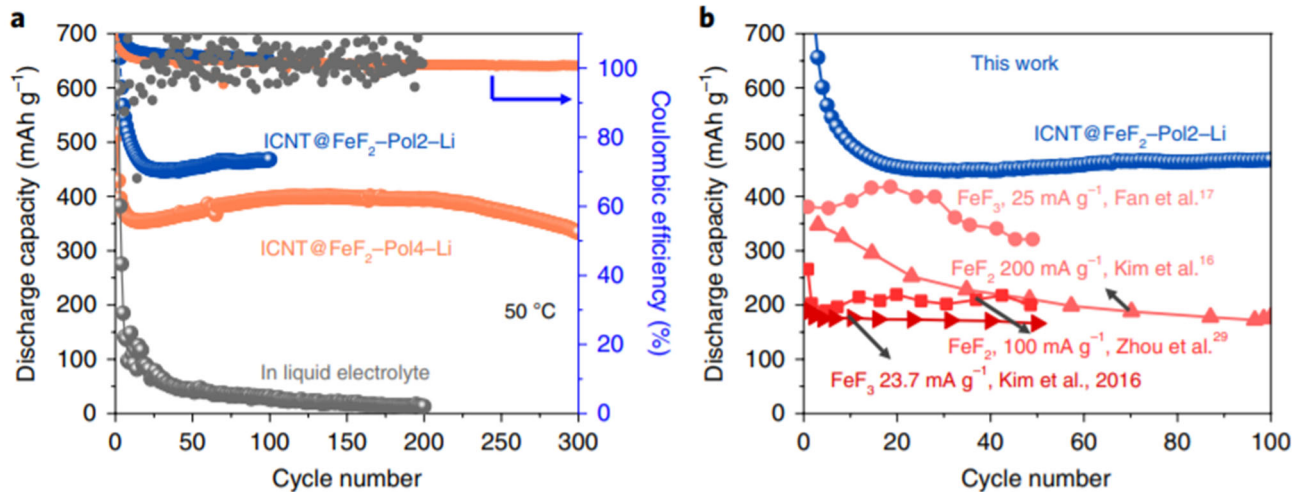 a
700
600
500
400
300
200
100
0
Discharge capacity (mAh g⁻¹)
ICNT@FeF₂–Pol2–Li
ICNT@FeF₂–Pol4–Li
50 °C
In liquid electrolyte
100
80
60
40
20
0
Coulombic efficiency (%)
0 50 100 150 200 250 300
Cycle number
b
700
600
500
400
300
200
100
0
Discharge capacity (mAh g⁻¹)
This work
ICNT@FeF₂–Pol2–Li
FeF₃, 25 mA g⁻¹, Fan et al.¹⁷
FeF₂ 200 mA g⁻¹, Kim et al.¹⁶
FeF₂, 100 mA g⁻¹, Zhou et al.²⁹
FeF₃ 23.7 mA g⁻¹, Kim et al., 2016
0 20 40 60 80 100
Cycle number